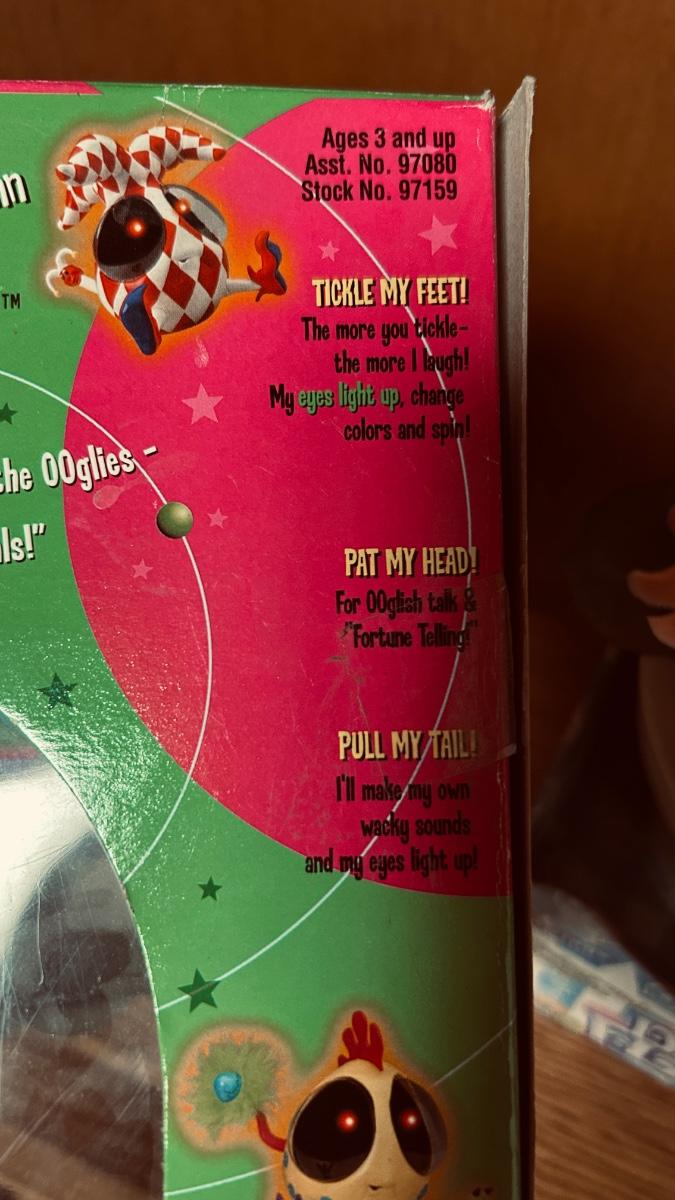 Ages 3 and up
Asst. No. 97080
Stock No. 97159
TM
TICKLE MY FEET!
The more you tickle-
the more I laugh!
My eyes light up, change
colors and spin!
the OOglies -
ls!"
PAT MY HEAD!
For OOglish talk &
"Fortune Telling!"
PULL MY TAIL!
I'll make my own
wacky sounds
and my eyes light up!